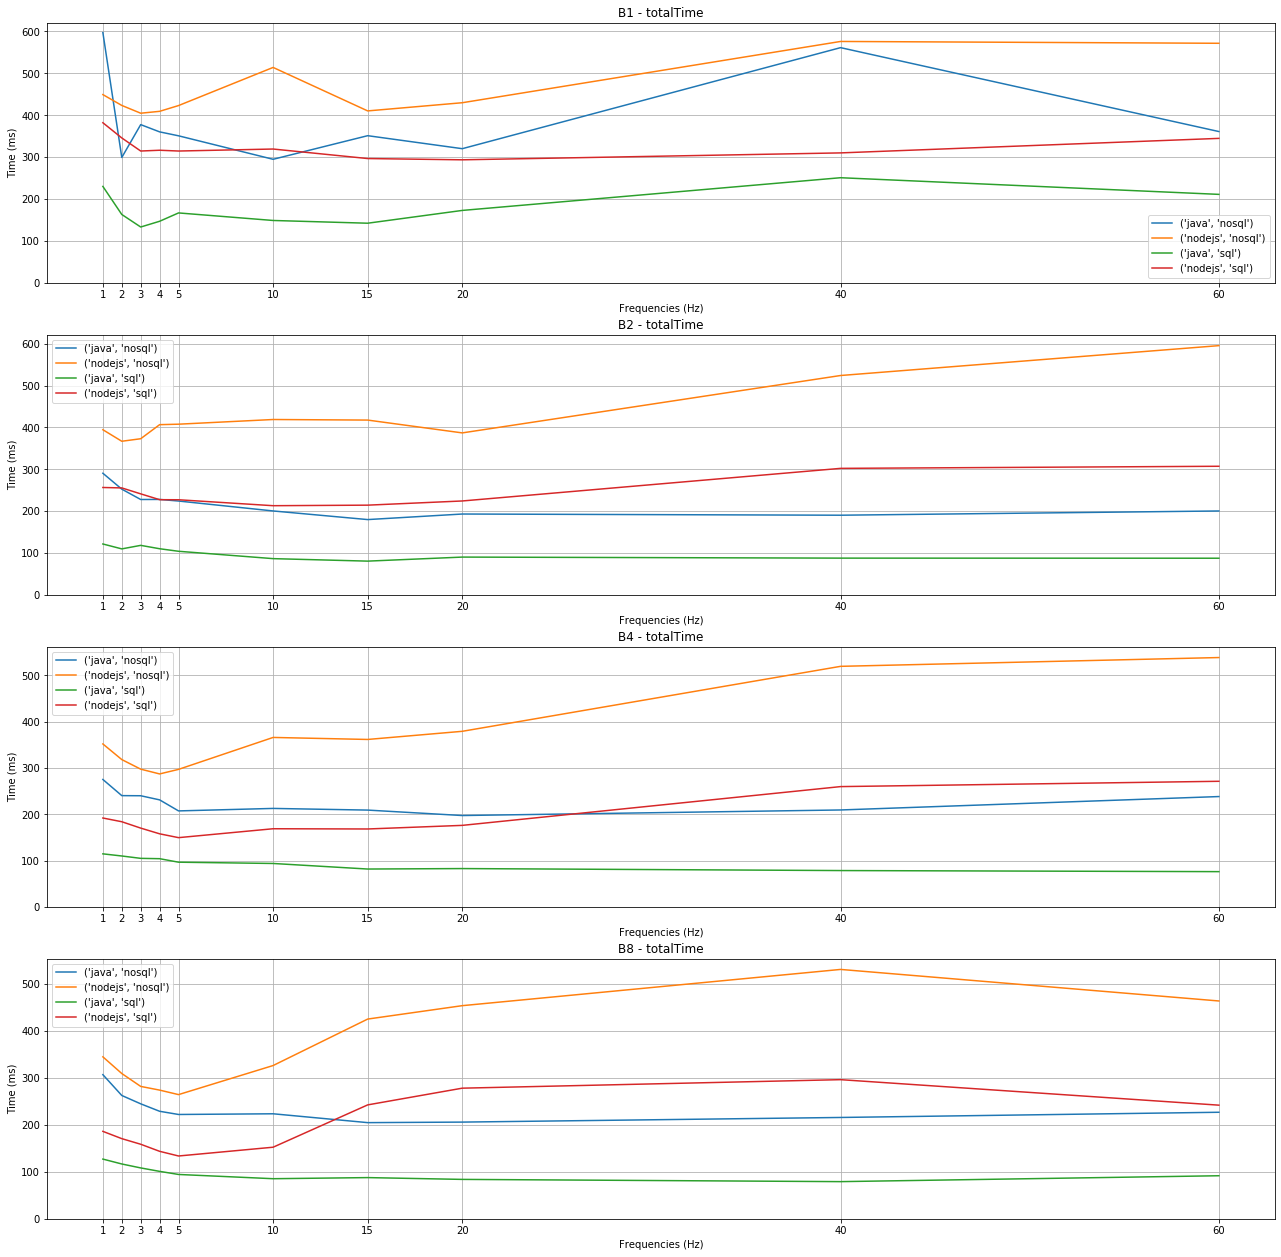 B1 - totalTime
600
500
400
300
200
100
0
Time (ms)
('java', 'nosql')
('nodejs', 'nosql')
('java', 'sql')
('nodejs', 'sql')
1 2 3 4 5 10 15 20 40 60
Frequencies (Hz)
B2 - totalTime
600
500
400
300
200
100
0
Time (ms)
('java', 'nosql')
('nodejs', 'nosql')
('java', 'sql')
('nodejs', 'sql')
1 2 3 4 5 10 15 20 40 60
Frequencies (Hz)
B4 - totalTime
500
400
300
200
100
0
Time (ms)
('java', 'nosql')
('nodejs', 'nosql')
('java', 'sql')
('nodejs', 'sql')
1 2 3 4 5 10 15 20 40 60
Frequencies (Hz)
B8 - totalTime
500
400
300
200
100
0
Time (ms)
('java', 'nosql')
('nodejs', 'nosql')
('java', 'sql')
('nodejs', 'sql')
1 2 3 4 5 10 15 20 40 60
Frequencies (Hz)